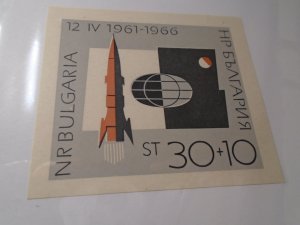 12 IV 1961-1966
NR BULGARIA
НР БЪЛГАРИЯ
ST 30+10